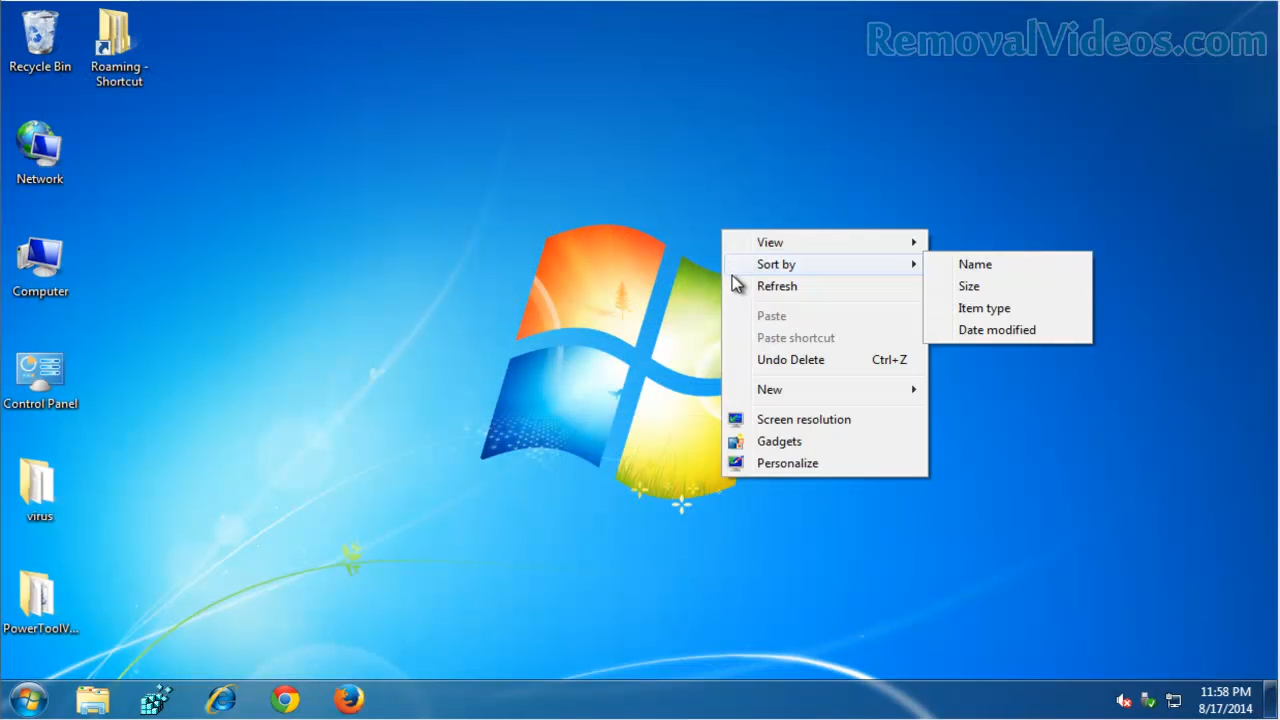 RemovalVideos.com
Recycle Bin
Roaming -
Shortcut
Network
Computer
Control Panel
virus
PowerToolV...
View
Sort by
Refresh
Paste
Paste shortcut
Undo Delete Ctrl+Z
New
Screen resolution
Gadgets
Personalize
Name
Size
Item type
Date modified
11:58 PM
8/17/2014